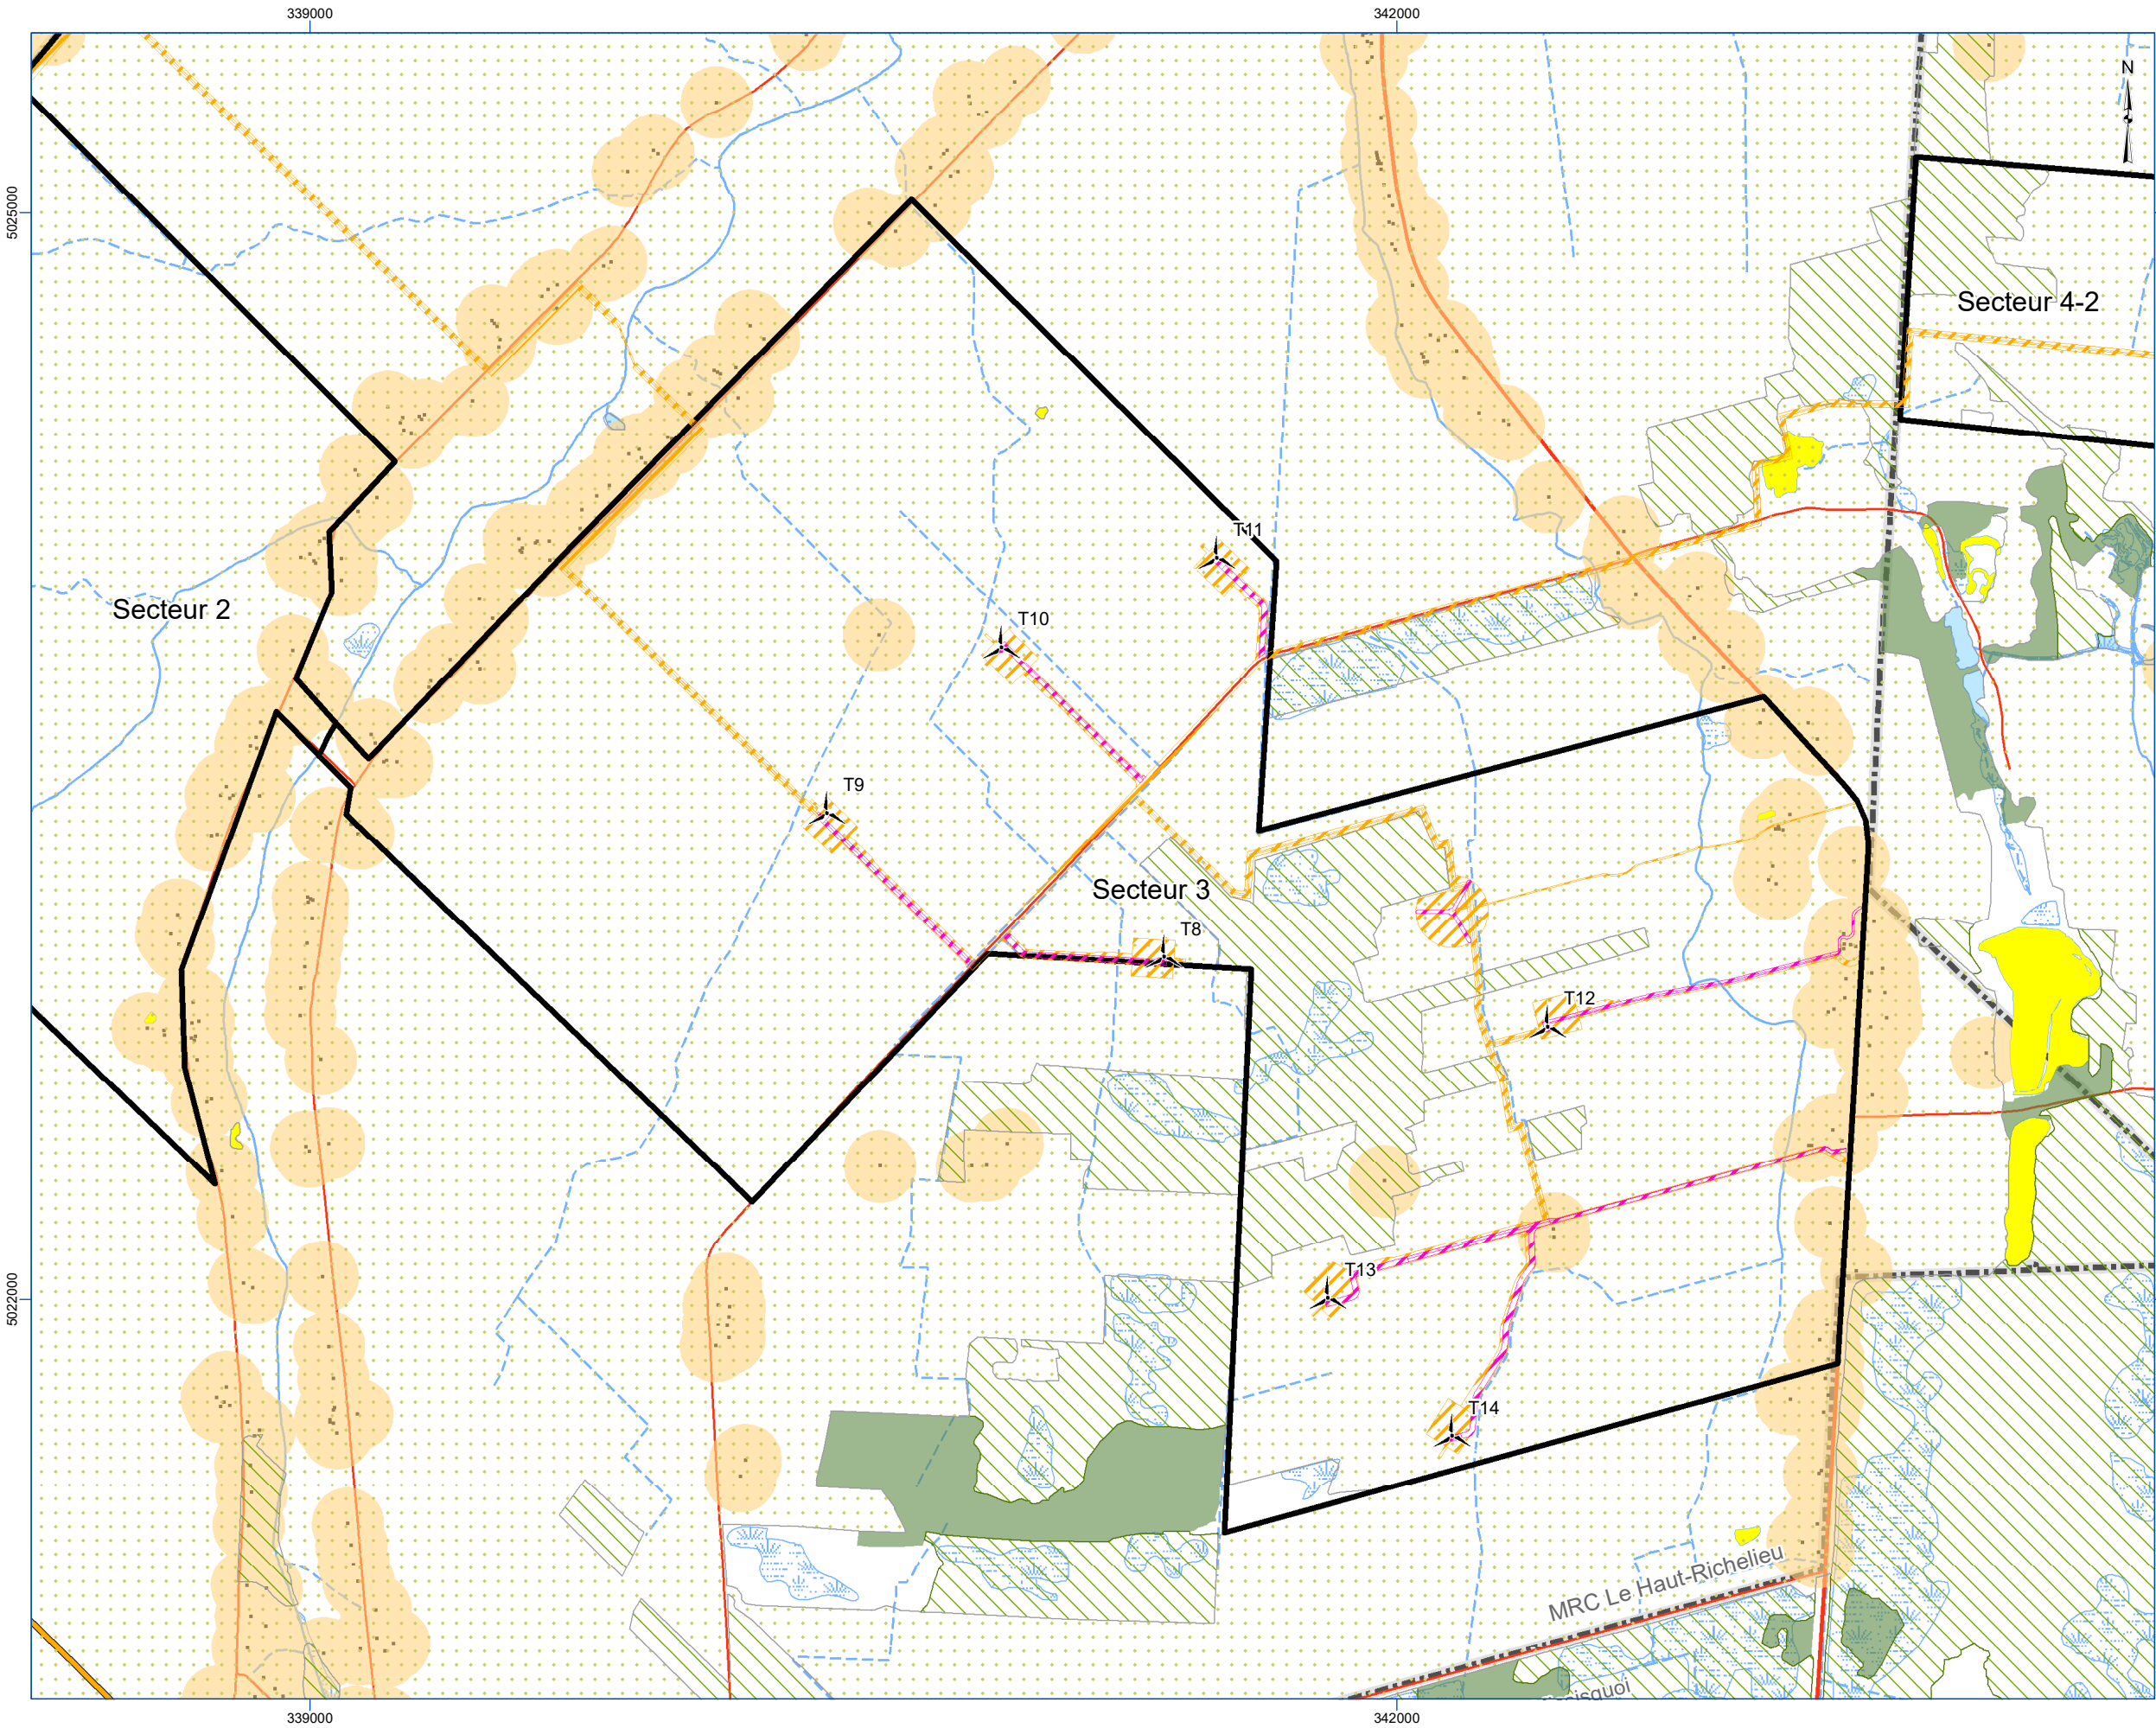 339000
342000
N
5025000
Secteur 4-2
T11
Secteur 2
T10
T9
Secteur 3
T8
T12
T13
5022000
T14
MRC Le Haut-Richelieu
339000
342000